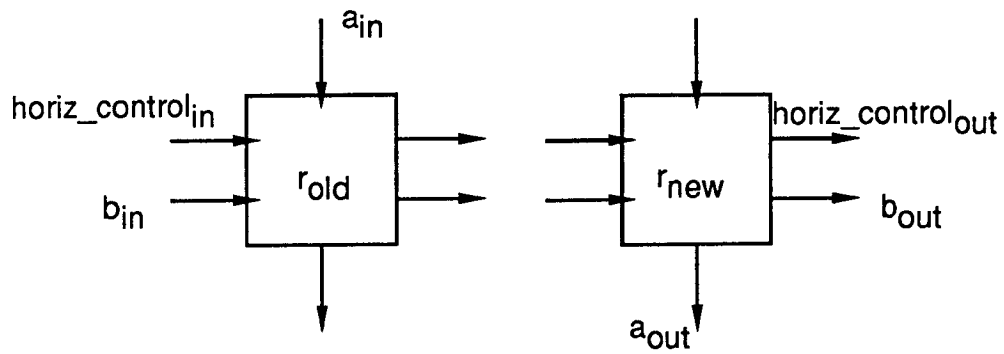 a_in
horiz_control_in
horiz_control_out
r_old
r_new
b_in
b_out
a_out